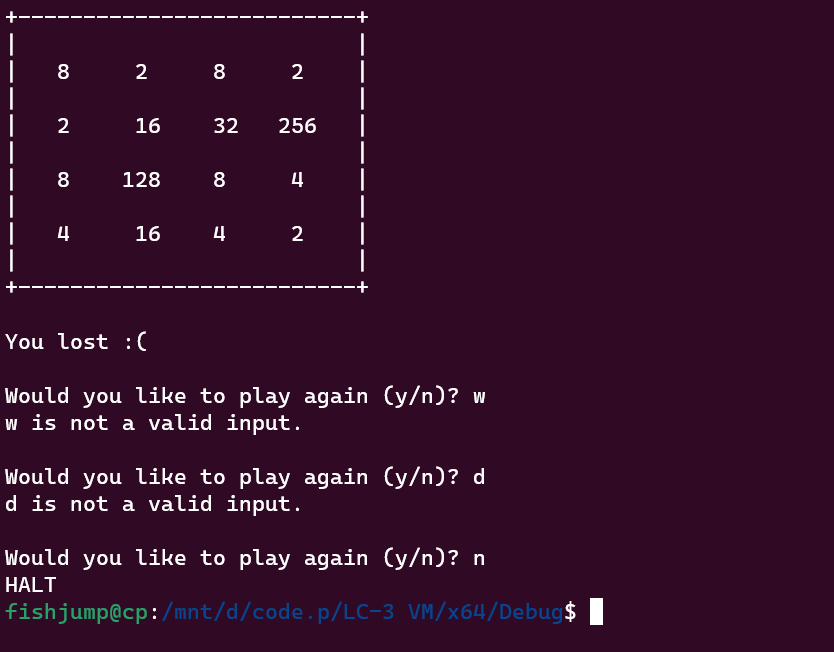 +--------------------------+
|                          |
|   8     2     8     2    |
|                          |
|   2     16    32   256   |
|                          |
|   8    128    8     4    |
|                          |
|   4     16    4     2    |
|                          |
+--------------------------+
You lost :(
Would you like to play again (y/n)? w
w is not a valid input.
Would you like to play again (y/n)? d
d is not a valid input.
Would you like to play again (y/n)? n
HALT
fishjump@cp:/mnt/d/code.p/LC-3 VM/x64/Debug$